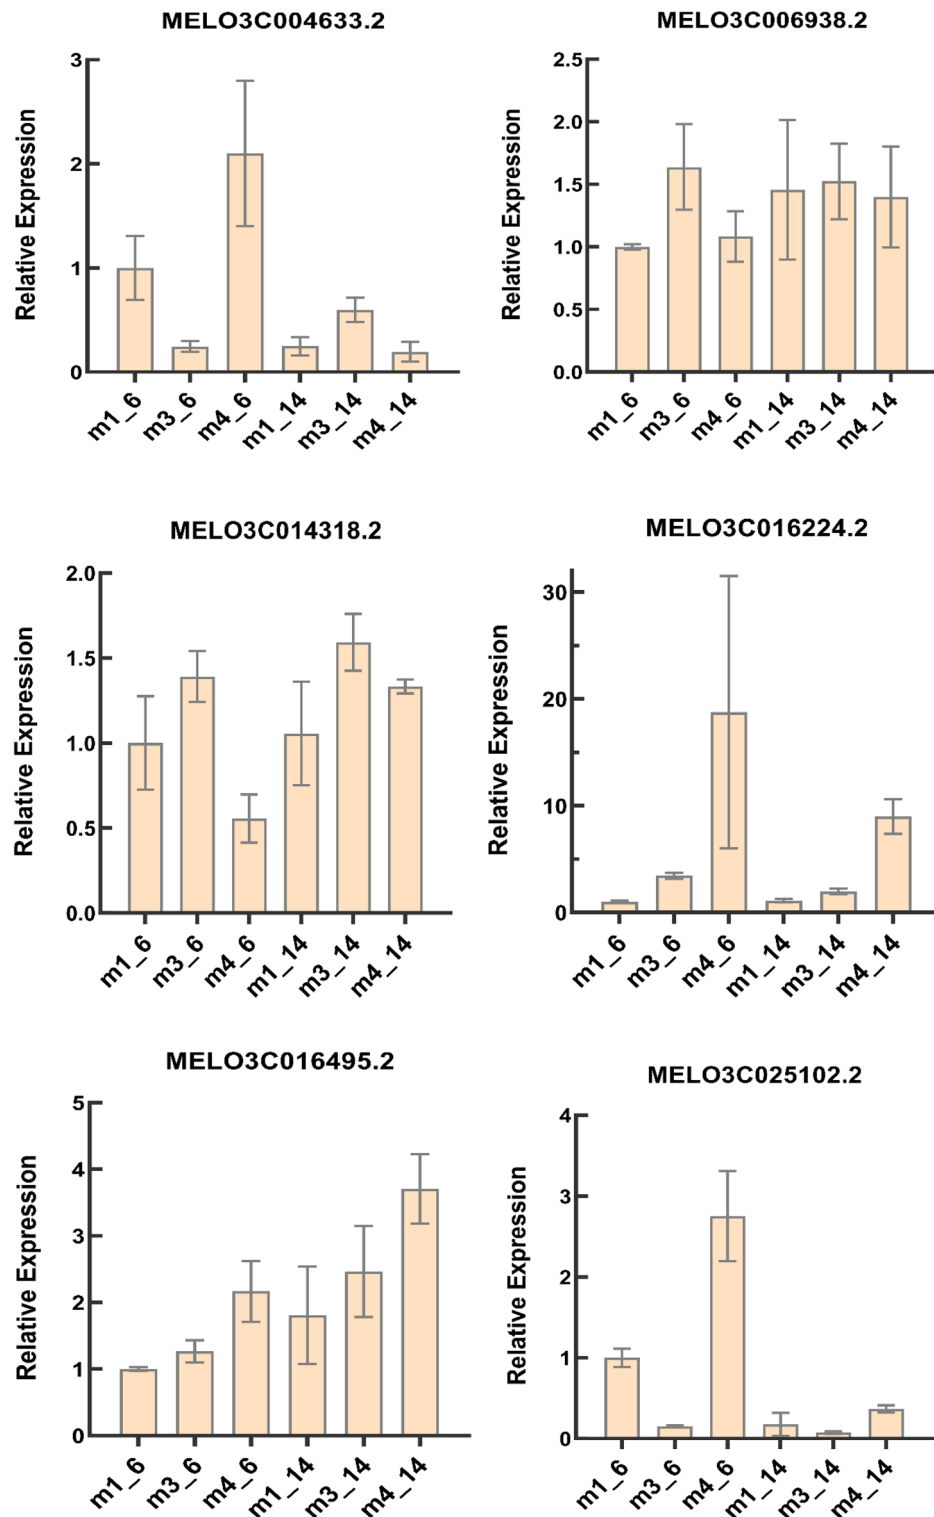 MELO3C004633.2
Relative Expression
3
2
1
0
m1_6 m3_6 m4_6 m1_14 m3_14 m4_14
MELO3C006938.2
Relative Expression
2.5
2.0
1.5
1.0
0.5
0.0
m1_6 m3_6 m4_6 m1_14 m3_14 m4_14
MELO3C014318.2
Relative Expression
2.0
1.5
1.0
0.5
0.0
m1_6 m3_6 m4_6 m1_14 m3_14 m4_14
MELO3C016224.2
Relative Expression
30
20
10
0
m1_6 m3_6 m4_6 m1_14 m3_14 m4_14
MELO3C016495.2
Relative Expression
5
4
3
2
1
0
m1_6 m3_6 m4_6 m1_14 m3_14 m4_14
MELO3C025102.2
Relative Expression
4
3
2
1
0
m1_6 m3_6 m4_6 m1_14 m3_14 m4_14